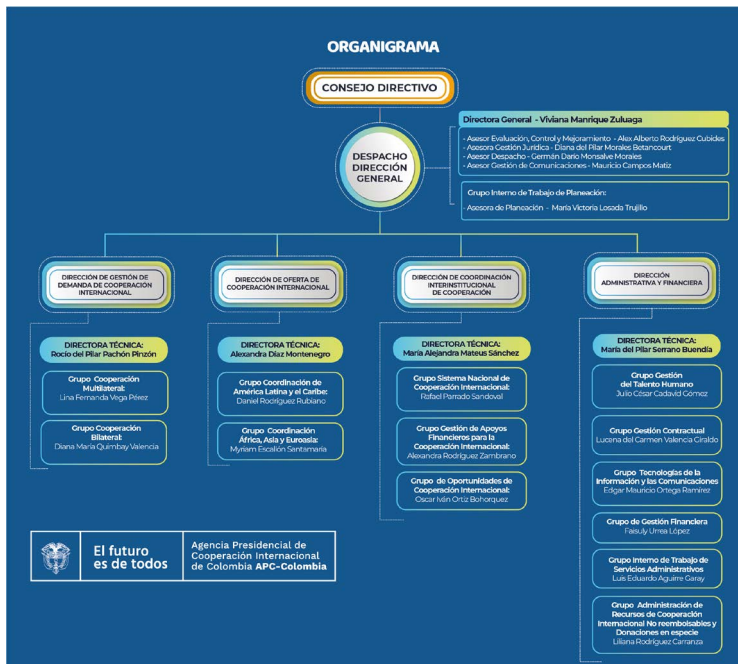 ORGANIGRAMA
CONSEJO DIRECTIVO
DESPACHO
DIRECCIÓN
GENERAL
Directora General - Viviana Manrique Zuluaga
- Asesor Evaluación, Control y Mejoramiento - Alex Alberto Rodríguez Cubides
- Asesora Gestión Jurídica - Diana del Pilar Morales Betancourt
- Asesor Despacho - Germán Darío Monsalve Morales
- Asesor Gestión de Comunicaciones - Mauricio Campos Matiz
Grupo Interno de Trabajo de Planeación:
- Asesora de Planeación - María Victoria Losada Trujillo
DIRECCIÓN DE GESTIÓN DE
DEMANDA DE COOPERACIÓN
INTERNACIONAL
DIRECTORA TÉCNICA:
Rocío del Pilar Pachón Pinzón
Grupo Cooperación
Multilateral:
Lina Fernanda Vega Pérez
Grupo Cooperación
Bilateral:
Diana María Quimbay Valencia
DIRECCIÓN DE OFERTA DE
COOPERACIÓN INTERNACIONAL
DIRECTORA TÉCNICA:
Alexandra Díaz Montenegro
Grupo Coordinación de
América Latina y el Caribe:
Daniel Rodríguez Rubiano
Grupo Coordinación
África, Asia y Euroasia:
Myriam Escallón Santamaría
DIRECCIÓN DE COORDINACIÓN
INTERINSTITUCIONAL
DE COOPERACIÓN
DIRECTORA TÉCNICA:
María Alejandra Mateus Sánchez
Grupo Sistema Nacional de
Cooperación Internacional:
Rafael Parrado Sandoval
Grupo Gestión de Apoyos
Financieros para la
Cooperación Internacional:
Alexandra Rodríguez Zambrano
Grupo de Oportunidades de
Cooperación Internacional:
Oscar Iván Ortiz Bohorquez
DIRECCIÓN
ADMINISTRATIVA Y FINANCIERA
DIRECTORA TÉCNICA:
María del Pilar Serrano Buendía
Grupo Gestión
del Talento Humano
Julio César Cadavid Gómez
Grupo Gestión Contractual
Lucena del Carmen Valencia Giraldo
Grupo Tecnologías de la
Información y las Comunicaciones
Edgar Mauricio Ortega Ramírez
Grupo de Gestión Financiera
Faisuly Urrea López
Grupo Interno de Trabajo de
Servicios Administrativos
Luis Eduardo Aguirre Garay
Grupo Administración de
Recursos de Cooperación
Internacional No reembolsables y
Donaciones en especie
Liliana Rodríguez Carranza
El futuro
es de todos
Agencia Presidencial de
Cooperación Internacional
de Colombia APC-Colombia